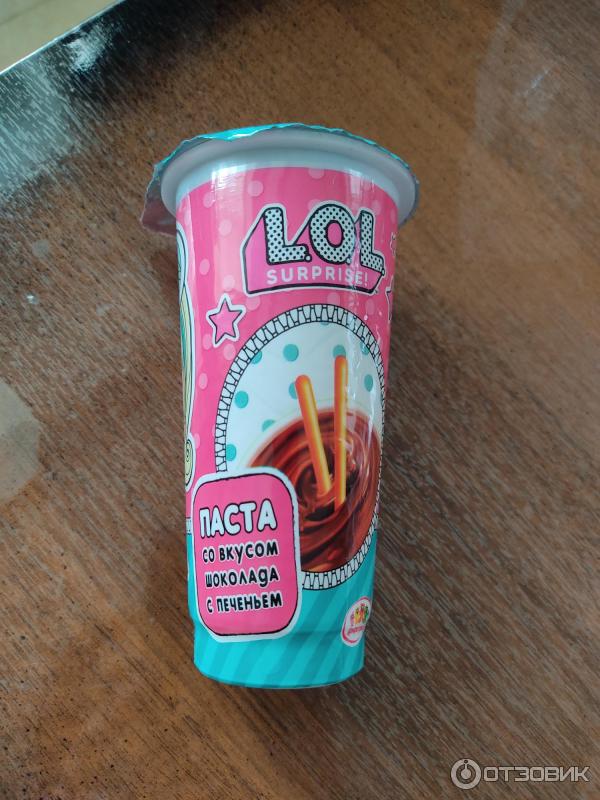 L.O.L.
SURPRISE!
ПАСТА
СО ВКУСОМ
ШОКОЛАДА
С ПЕЧЕНЬЕМ
ОТЗОВИК